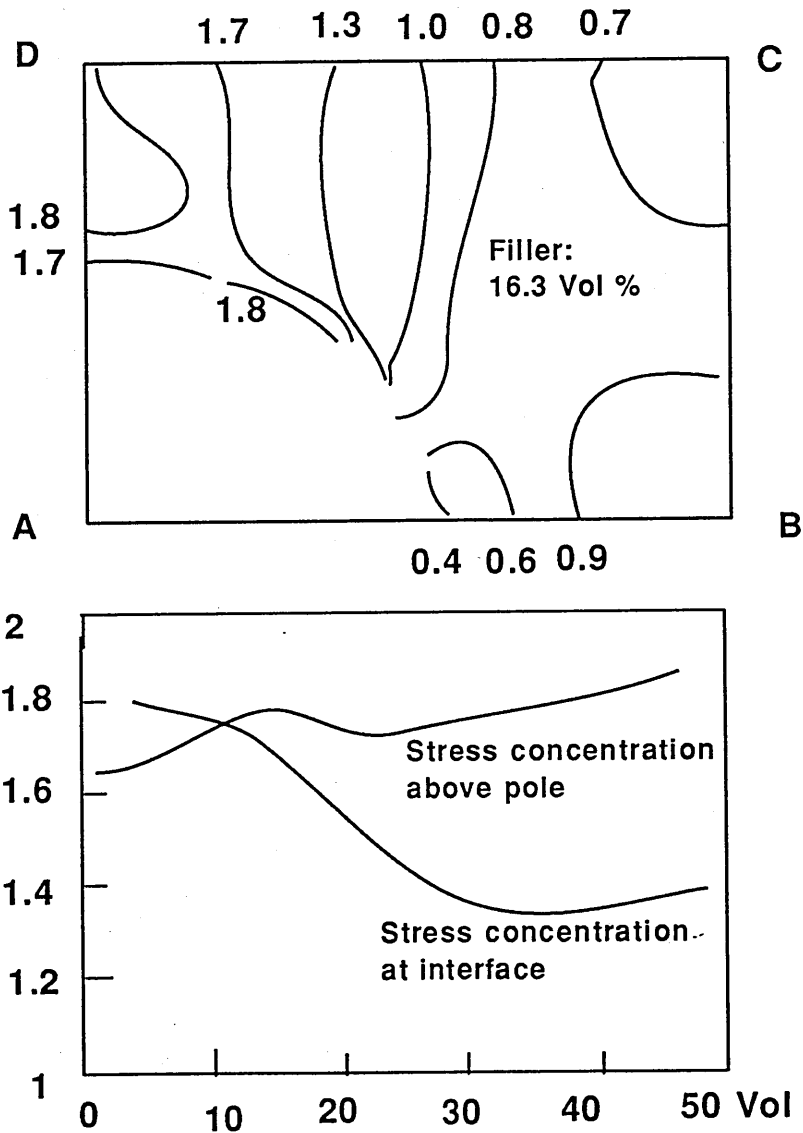 D 1.7 1.3 1.0 0.8 0.7 C
1.8
1.7
1.8
Filler:
16.3 Vol %
A B
0.4 0.6 0.9
2
1.8
1.6
1.4
1.2
1
Stress concentration
above pole
Stress concentration
at interface
0 10 20 30 40 50 Vol